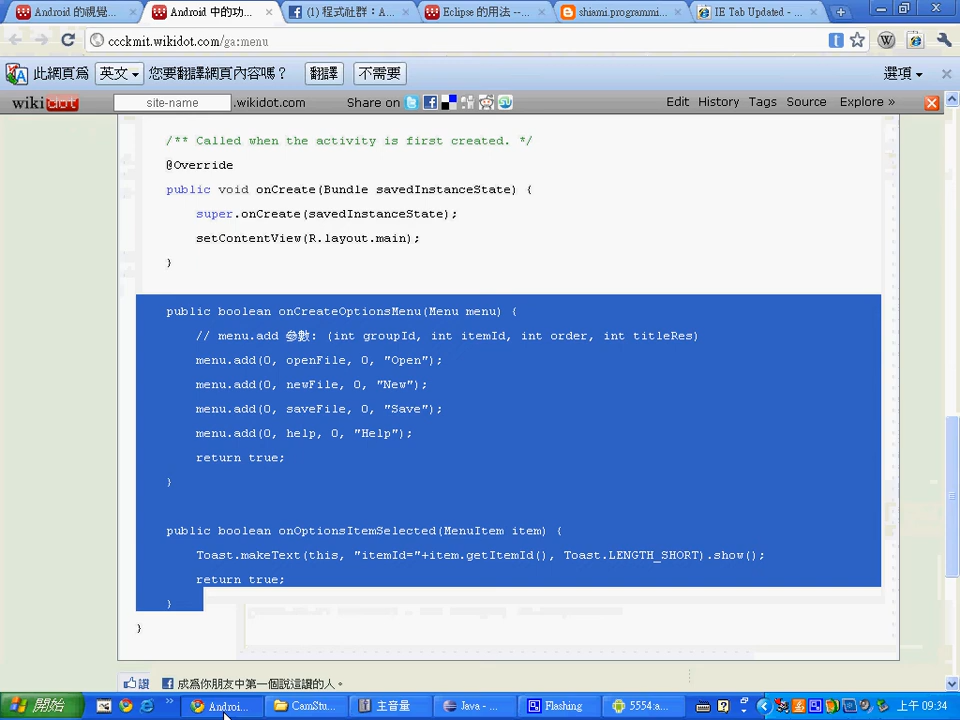 Android 的視覺...
Android 中的功...
(1) 程式社群：A...
Eclipse 的用法 --...
shiami.programmi...
IE Tab Updated - ...
ccckmit.wikidot.com/ga:menu
此網頁為 英文 您要翻譯網頁內容嗎？ 翻譯 不需要 選項
wikidot site-name .wikidot.com Share on Edit History Tags Source Explore »
/** Called when the activity is first created. */
@Override
public void onCreate(Bundle savedInstanceState) {
super.onCreate(savedInstanceState);
setContentView(R.layout.main);
}
public boolean onCreateOptionsMenu(Menu menu) {
// menu.add 參數: (int groupId, int itemId, int order, int titleRes)
menu.add(0, openFile, 0, "Open");
menu.add(0, newFile, 0, "New");
menu.add(0, saveFile, 0, "Save");
menu.add(0, help, 0, "Help");
return true;
}
public boolean onOptionsItemSelected(MenuItem item) {
Toast.makeText(this, "itemId="+item.getItemId(), Toast.LENGTH_SHORT).show();
return true;
}
}
讚 成為你朋友中第一個說這讚的人。
開始 Androi... CamStu... 主音量 Java - ... Flashing 5554:a... 上午 09:34